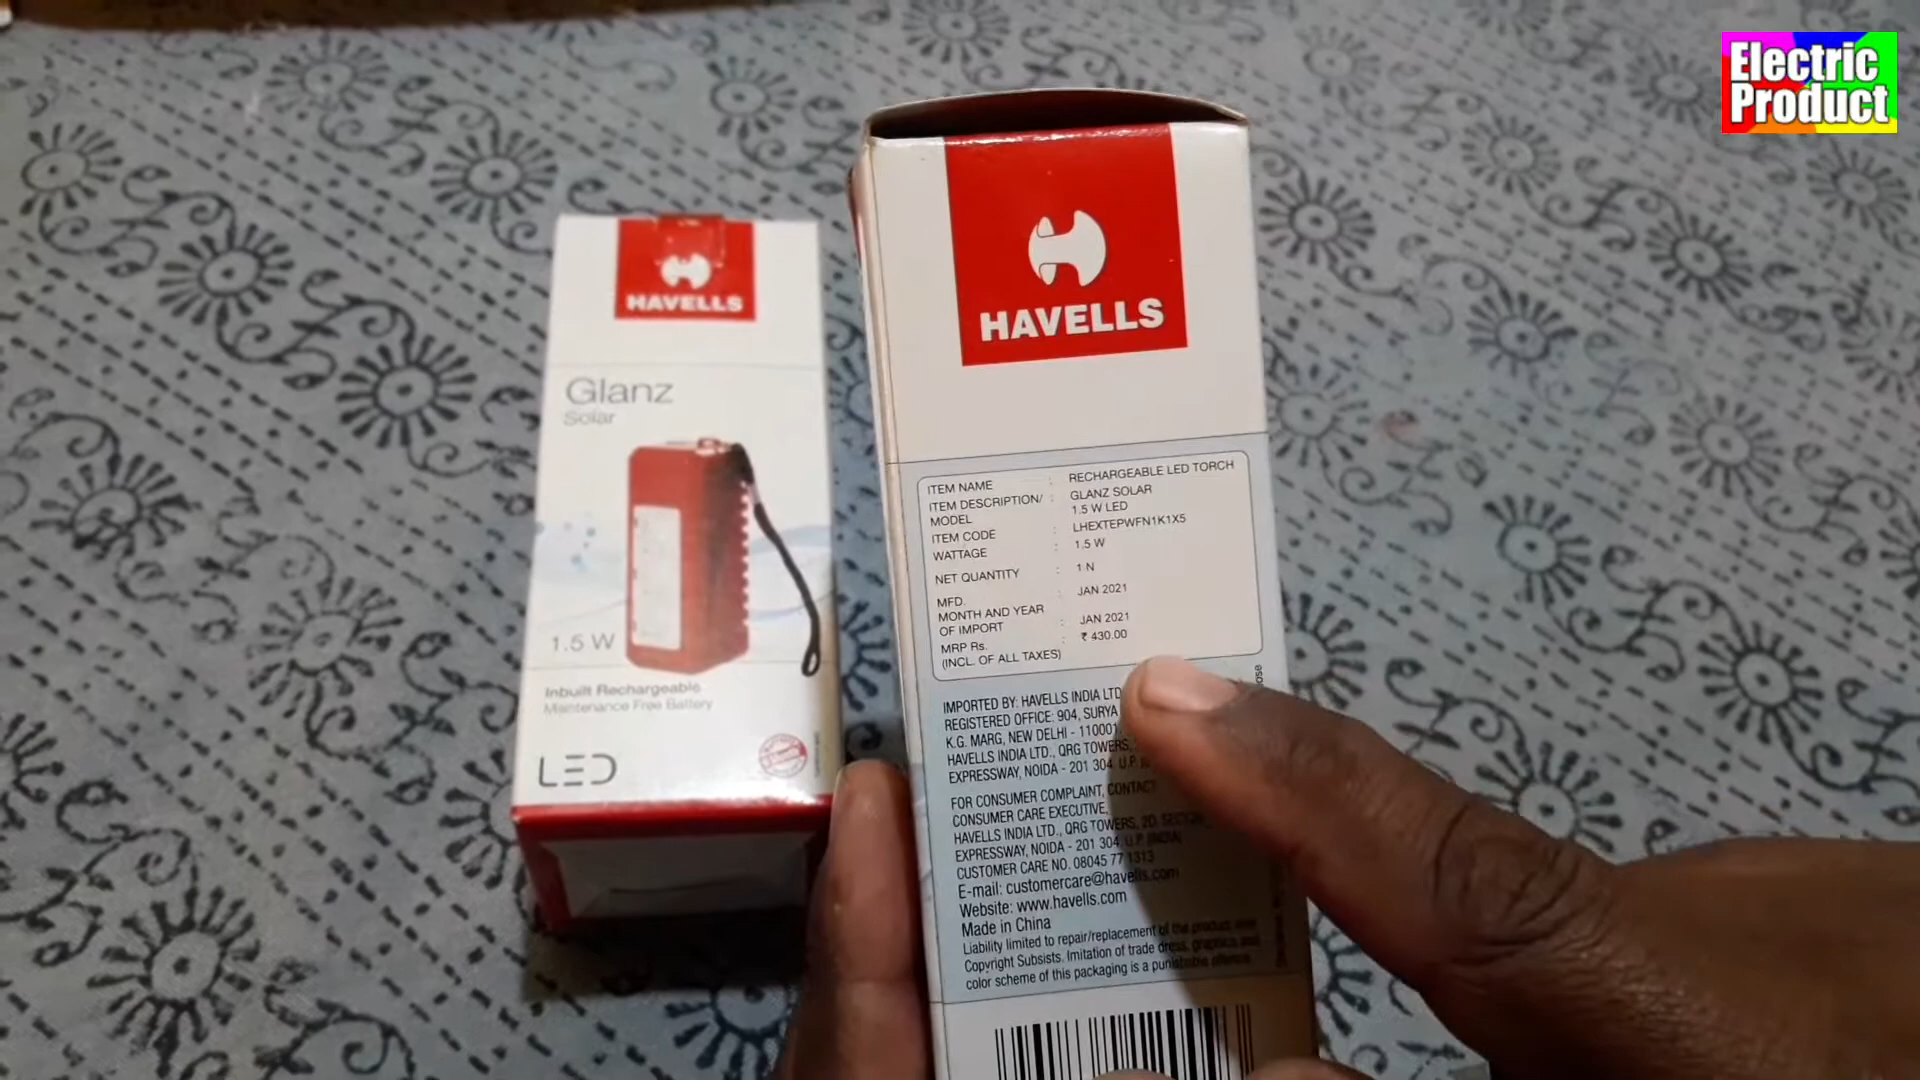 Electric
Product
HAVELLS
Glanz
Solar
1.5 W
Inbuilt Rechargeable
Maintenance Free Battery
LED
HAVELLS
ITEM NAME : RECHARGEABLE LED TORCH
ITEM DESCRIPTION/ : GLANZ SOLAR
MODEL 1.5 W LED
ITEM CODE : LHEXTEPWFN1K1X5
WATTAGE : 1.5 W
NET QUANTITY : 1 N
MFD. : JAN 2021
MONTH AND YEAR
OF IMPORT : JAN 2021
MRP Rs. : ₹ 430.00
(INCL. OF ALL TAXES)
IMPORTED BY: HAVELLS INDIA LTD
REGISTERED OFFICE: 904, SURYA
K.G. MARG, NEW DELHI - 110001
HAVELLS INDIA LTD., QRG TOWERS,
EXPRESSWAY, NOIDA - 201 304 U.P.
FOR CONSUMER COMPLAINT, CONTACT
CONSUMER CARE EXECUTIVE,
HAVELLS INDIA LTD., QRG TOWERS, 2D, SEC
EXPRESSWAY, NOIDA - 201 304 U.P. (INDIA)
CUSTOMER CARE NO. 08045 77 1313
E-mail: customercare@havells.com
Website: www.havells.com
Made in China
Liability limited to repair/replacement of the product
Copyright Subsists. Imitation of trade dress, graphics and
color scheme of this packaging is a punishable offence